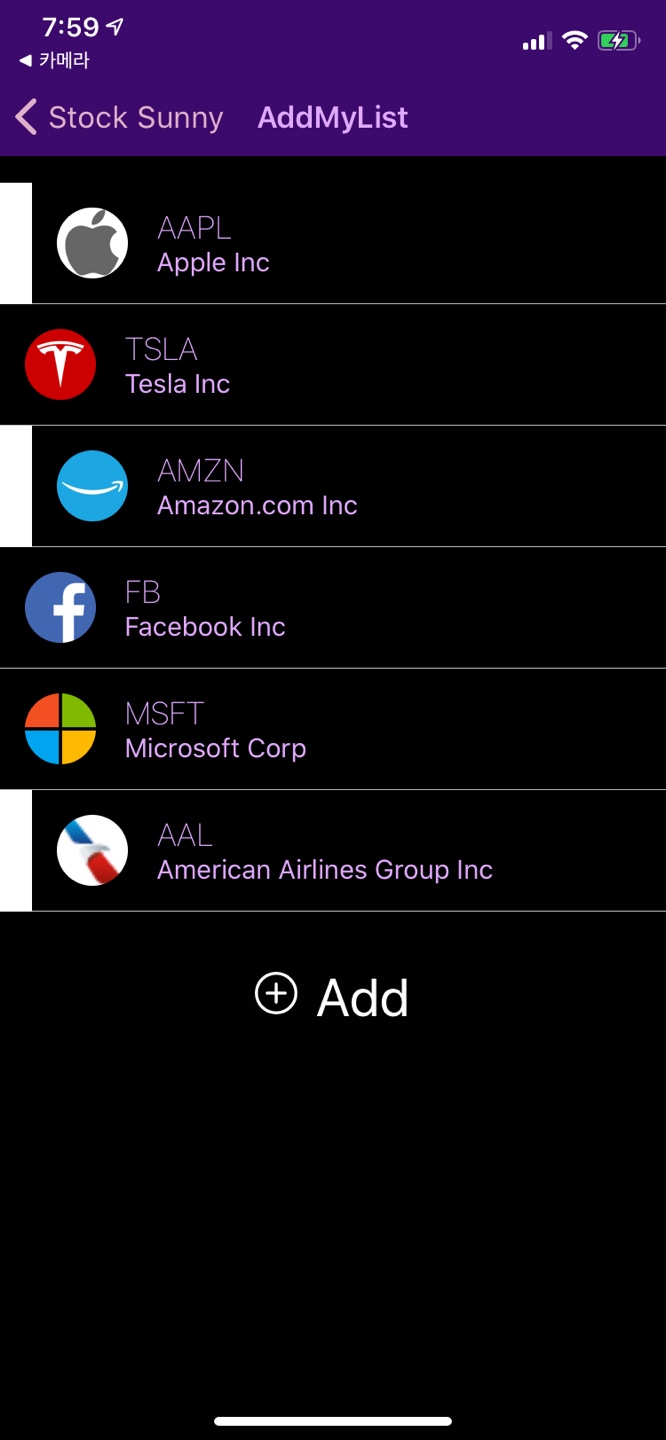 7:59
◀ 카메라
Stock Sunny AddMyList
AAPL
Apple Inc
TSLA
Tesla Inc
AMZN
Amazon.com Inc
FB
Facebook Inc
MSFT
Microsoft Corp
AAL
American Airlines Group Inc
Add